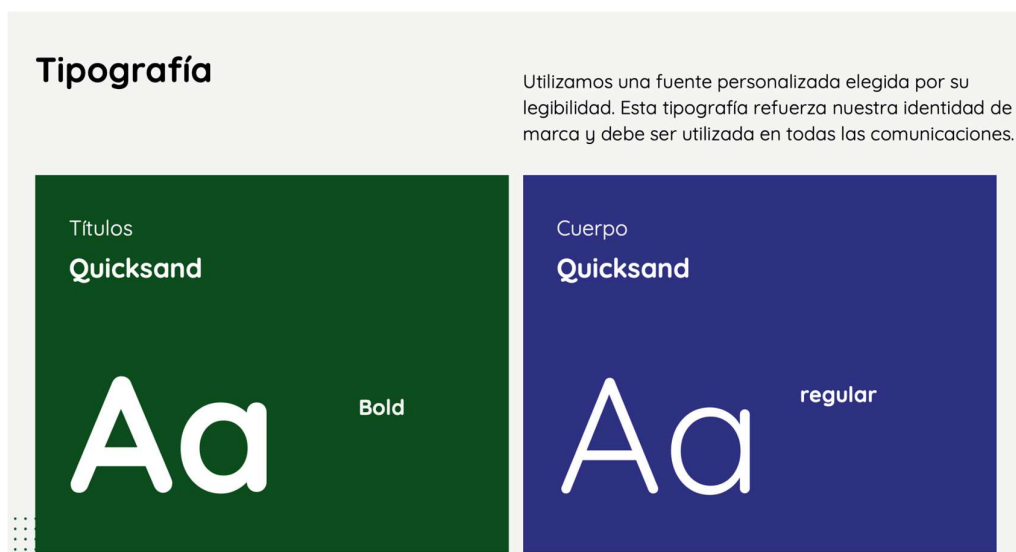 Tipografía
Utilizamos una fuente personalizada elegida por su
legibilidad. Esta tipografía refuerza nuestra identidad de
marca y debe ser utilizada en todas las comunicaciones.
Títulos
Quicksand
Aa
Bold
Cuerpo
Quicksand
Aa
regular